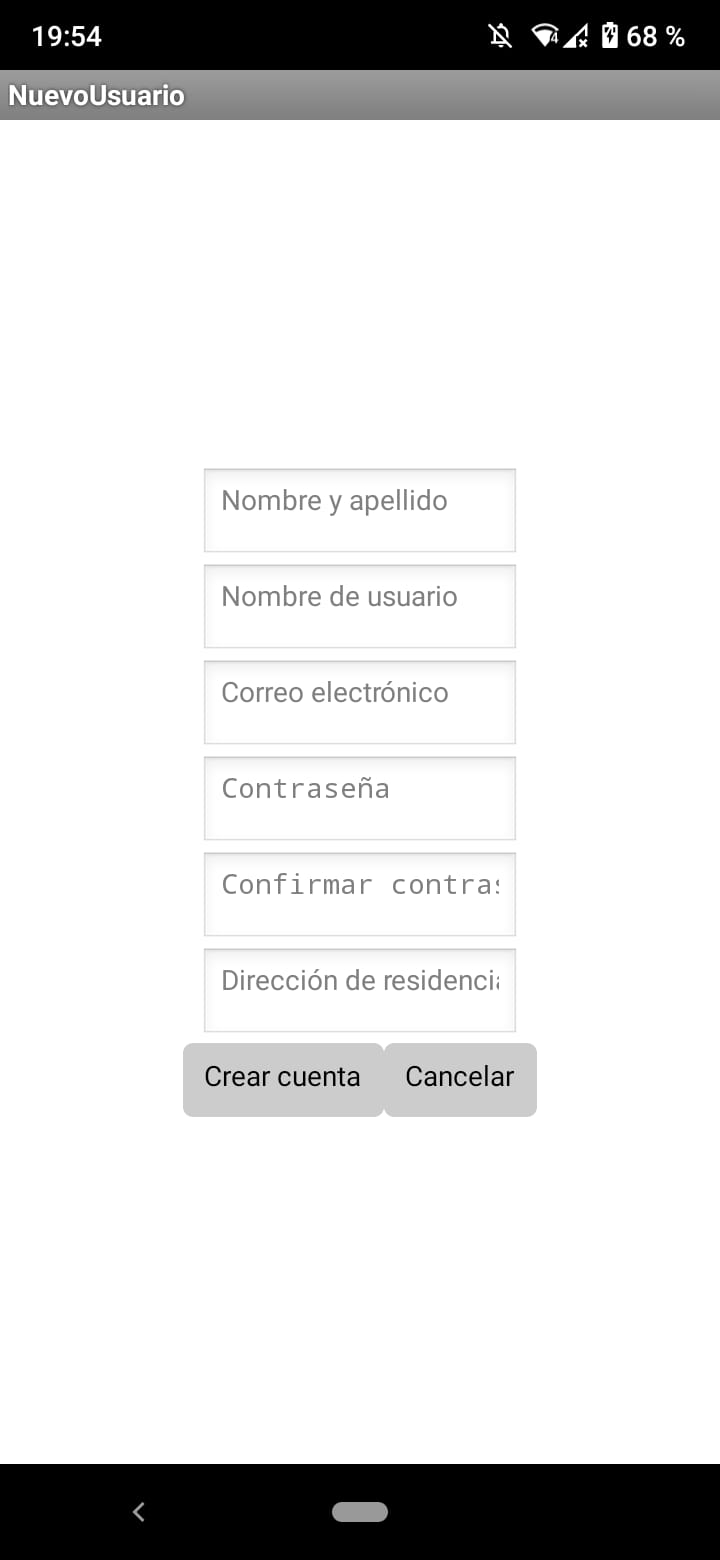 19:54
68 %
NuevoUsuario
Nombre y apellido
Nombre de usuario
Correo electrónico
Contraseña
Confirmar contras
Dirección de residencia
Crear cuenta
Cancelar